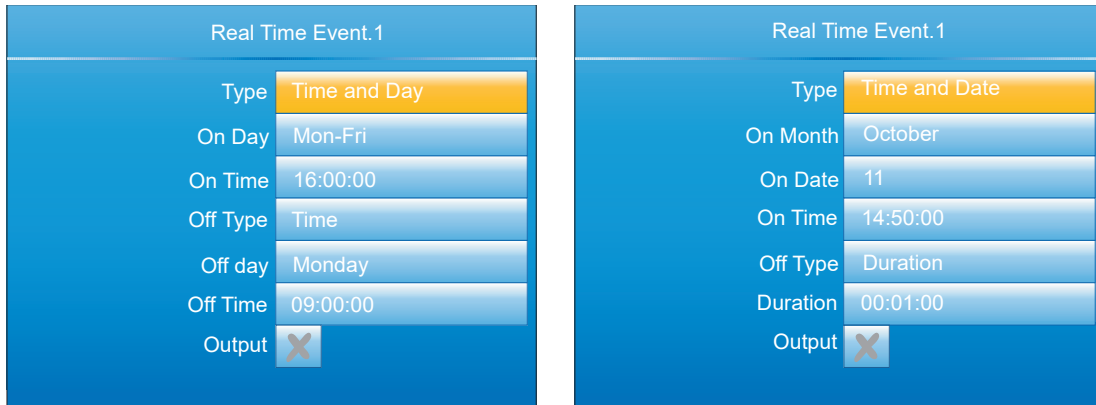 Real Time Event.1
Type Time and Day
On Day Mon-Fri
On Time 16:00:00
Off Type Time
Off day Monday
Off Time 09:00:00
Output
Real Time Event.1
Type Time and Date
On Month October
On Date 11
On Time 14:50:00
Off Type Duration
Duration 00:01:00
Output